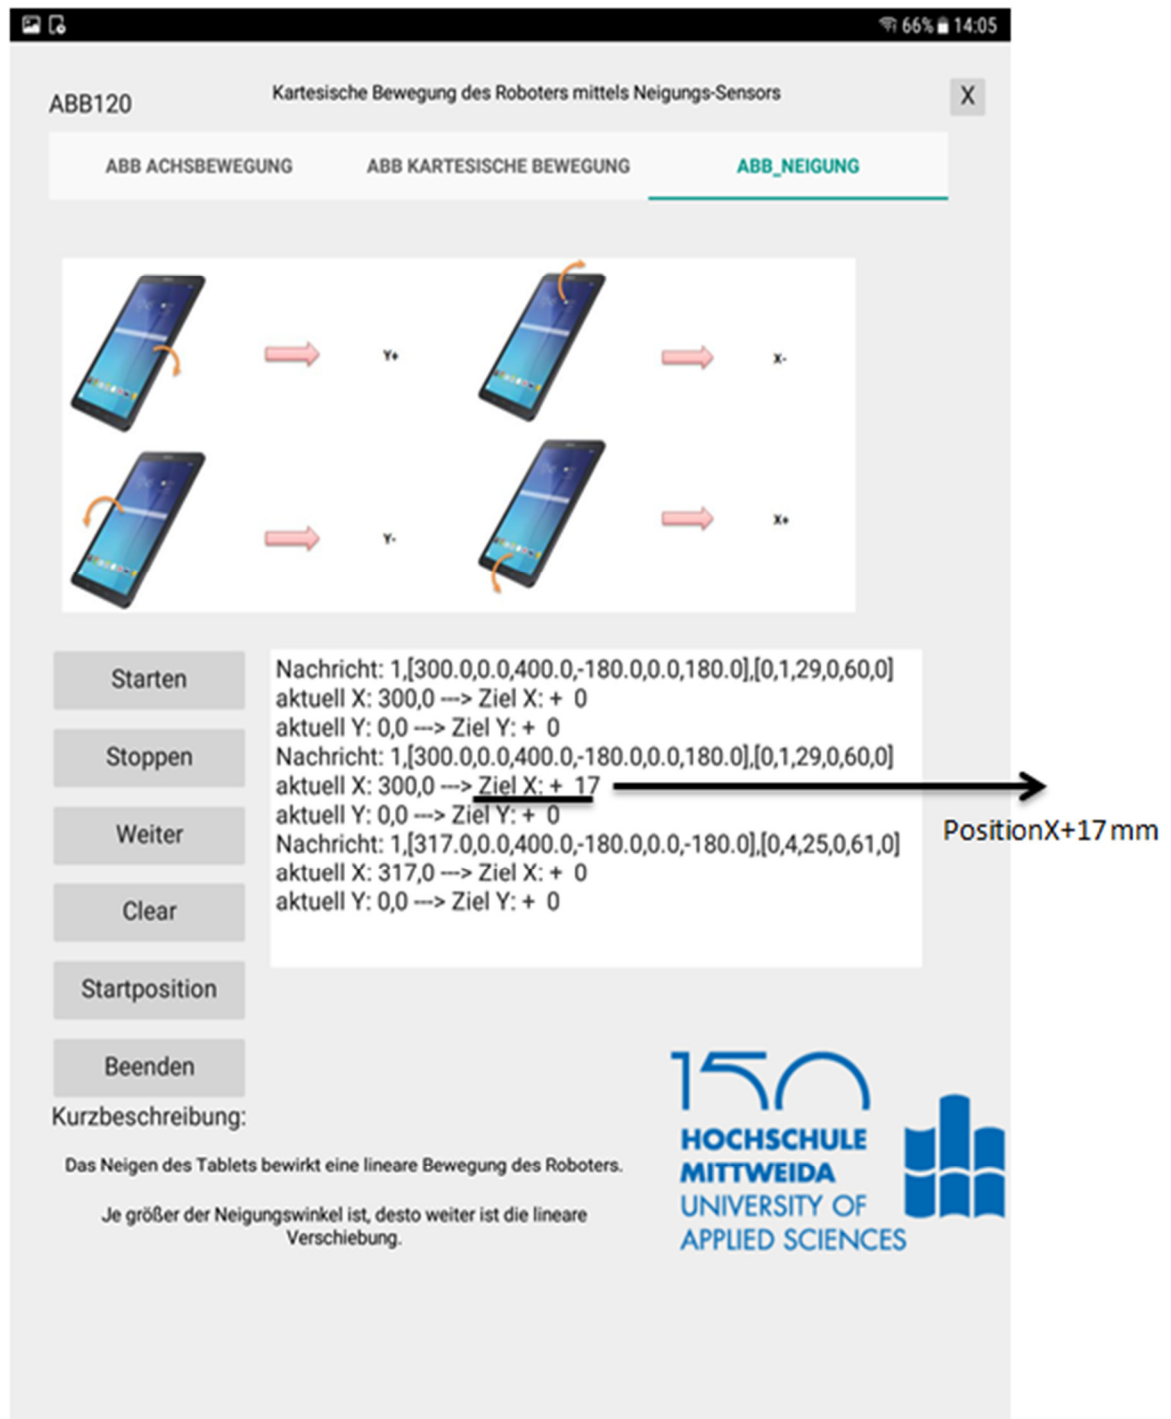 66% 14:05
Kartesische Bewegung des Roboters mittels Neigungs-Sensors
ABB120
X
ABB ACHSBEWEGUNG ABB KARTESISCHE BEWEGUNG ABB_NEIGUNG
Y+
X-
Y-
X+
Starten
Stoppen
Weiter
Clear
Startposition
Beenden
Nachricht: 1,[300.0,0.0,400.0,-180.0,0.0,180.0],[0,1,29,0,60,0]
aktuell X: 300,0 ---> Ziel X: + 0
aktuell Y: 0,0 ---> Ziel Y: + 0
Nachricht: 1,[300.0,0.0,400.0,-180.0,0.0,180.0],[0,1,29,0,60,0]
aktuell X: 300,0 ---> Ziel X: + 17
aktuell Y: 0,0 ---> Ziel Y: + 0
Nachricht: 1,[317.0,0.0,400.0,-180.0,0.0,-180.0],[0,4,25,0,61,0]
aktuell X: 317,0 ---> Ziel X: + 0
aktuell Y: 0,0 ---> Ziel Y: + 0
PositionX+17 mm
Kurzbeschreibung:
Das Neigen des Tablets bewirkt eine lineare Bewegung des Roboters.
Je größer der Neigungswinkel ist, desto weiter ist die lineare
Verschiebung.
150
HOCHSCHULE
MITTWEIDA
UNIVERSITY OF
APPLIED SCIENCES